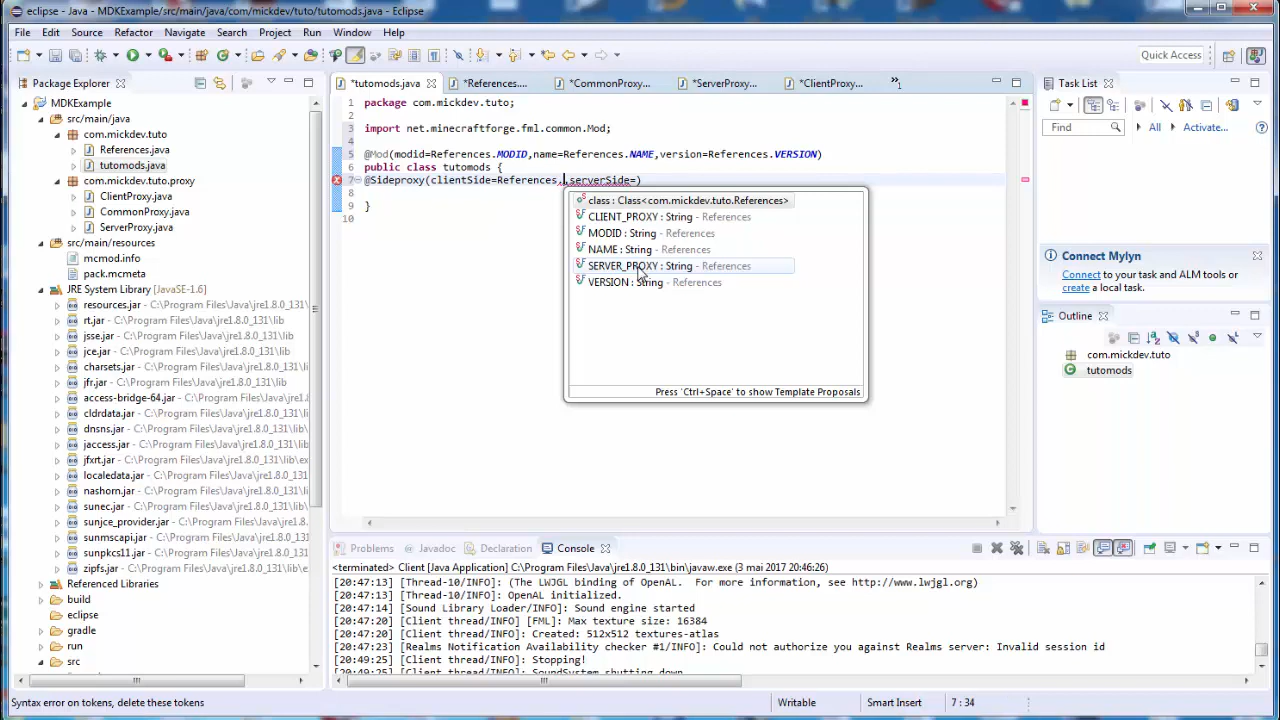 eclipse - Java - MDKExample/src/main/java/com/mickdev/tuto/tutomods.java - Eclipse
File Edit Source Refactor Navigate Search Project Run Window Help
Quick Access
Package Explorer
*tutomods.java *References.... *CommonProxy... *ServerProxy... *ClientProxy... »1
Task List
MDKExample
src/main/java
com.mickdev.tuto
References.java
tutomods.java
com.mickdev.tuto.proxy
ClientProxy.java
CommonProxy.java
ServerProxy.java
src/main/resources
mcmod.info
pack.mcmeta
JRE System Library [JavaSE-1.6]
resources.jar - C:\Program Files\Java\jre1.8.0_131\lib
rt.jar - C:\Program Files\Java\jre1.8.0_131\lib
jsse.jar - C:\Program Files\Java\jre1.8.0_131\lib
jce.jar - C:\Program Files\Java\jre1.8.0_131\lib
charsets.jar - C:\Program Files\Java\jre1.8.0_131\lib
jfr.jar - C:\Program Files\Java\jre1.8.0_131\lib
access-bridge-64.jar - C:\Program Files\Java\
cldrdata.jar - C:\Program Files\Java\jre1.8.0_
dnsns.jar - C:\Program Files\Java\jre1.8.0_131
jaccess.jar - C:\Program Files\Java\jre1.8.0_13
jfxrt.jar - C:\Program Files\Java\jre1.8.0_131\lib\e
localedata.jar - C:\Program Files\Java\jre1.8.0
nashorn.jar - C:\Program Files\Java\jre1.8.0_13
sunec.jar - C:\Program Files\Java\jre1.8.0_131\
sunjce_provider.jar - C:\Program Files\Java\jre
sunmscapi.jar - C:\Program Files\Java\jre1.8.0
sunpkcs11.jar - C:\Program Files\Java\jre1.8.0_
zipfs.jar - C:\Program Files\Java\jre1.8.0_131\li
Referenced Libraries
build
eclipse
gradle
run
src
1 package com.mickdev.tuto;
2
3 import net.minecraftforge.fml.common.Mod;
4
5 @Mod(modid=References.MODID,name=References.NAME,version=References.VERSION)
6 public class tutomods {
7 @Sideproxy(clientSide=References.,serverSide=)
8
9 }
10
class : Class<com.mickdev.tuto.References>
CLIENT_PROXY : String - References
MODID : String - References
NAME : String - References
SERVER_PROXY : String - References
VERSION : String - References
Press 'Ctrl+Space' to show Template Proposals
Find All Activate...
Connect Mylyn
Connect to your task and ALM tools or
create a local task.
Outline
com.mickdev.tuto
tutomods
Problems Javadoc Declaration Console
<terminated> Client [Java Application] C:\Program Files\Java\jre1.8.0_131\bin\javaw.exe (3 mai 2017 20:46:26)
[20:47:13] [Thread-10/INFO]: (The LWJGL binding of OpenAL.  For more information, see http://www.lwjgl.org)
[20:47:13] [Thread-10/INFO]: OpenAL initialized.
[20:47:14] [Sound Library Loader/INFO]: Sound engine started
[20:47:20] [Client thread/INFO] [FML]: Max texture size: 16384
[20:47:20] [Client thread/INFO]: Created: 512x512 textures-atlas
[20:47:23] [Realms Notification Availability checker #1/INFO]: Could not authorize you against Realms server: Invalid session id
[20:49:25] [Client thread/INFO]: Stopping!
[20:49:25] [Client thread/INFO]: SoundSystem shutting down
Syntax error on tokens, delete these tokens
Writable Smart Insert 7 : 34